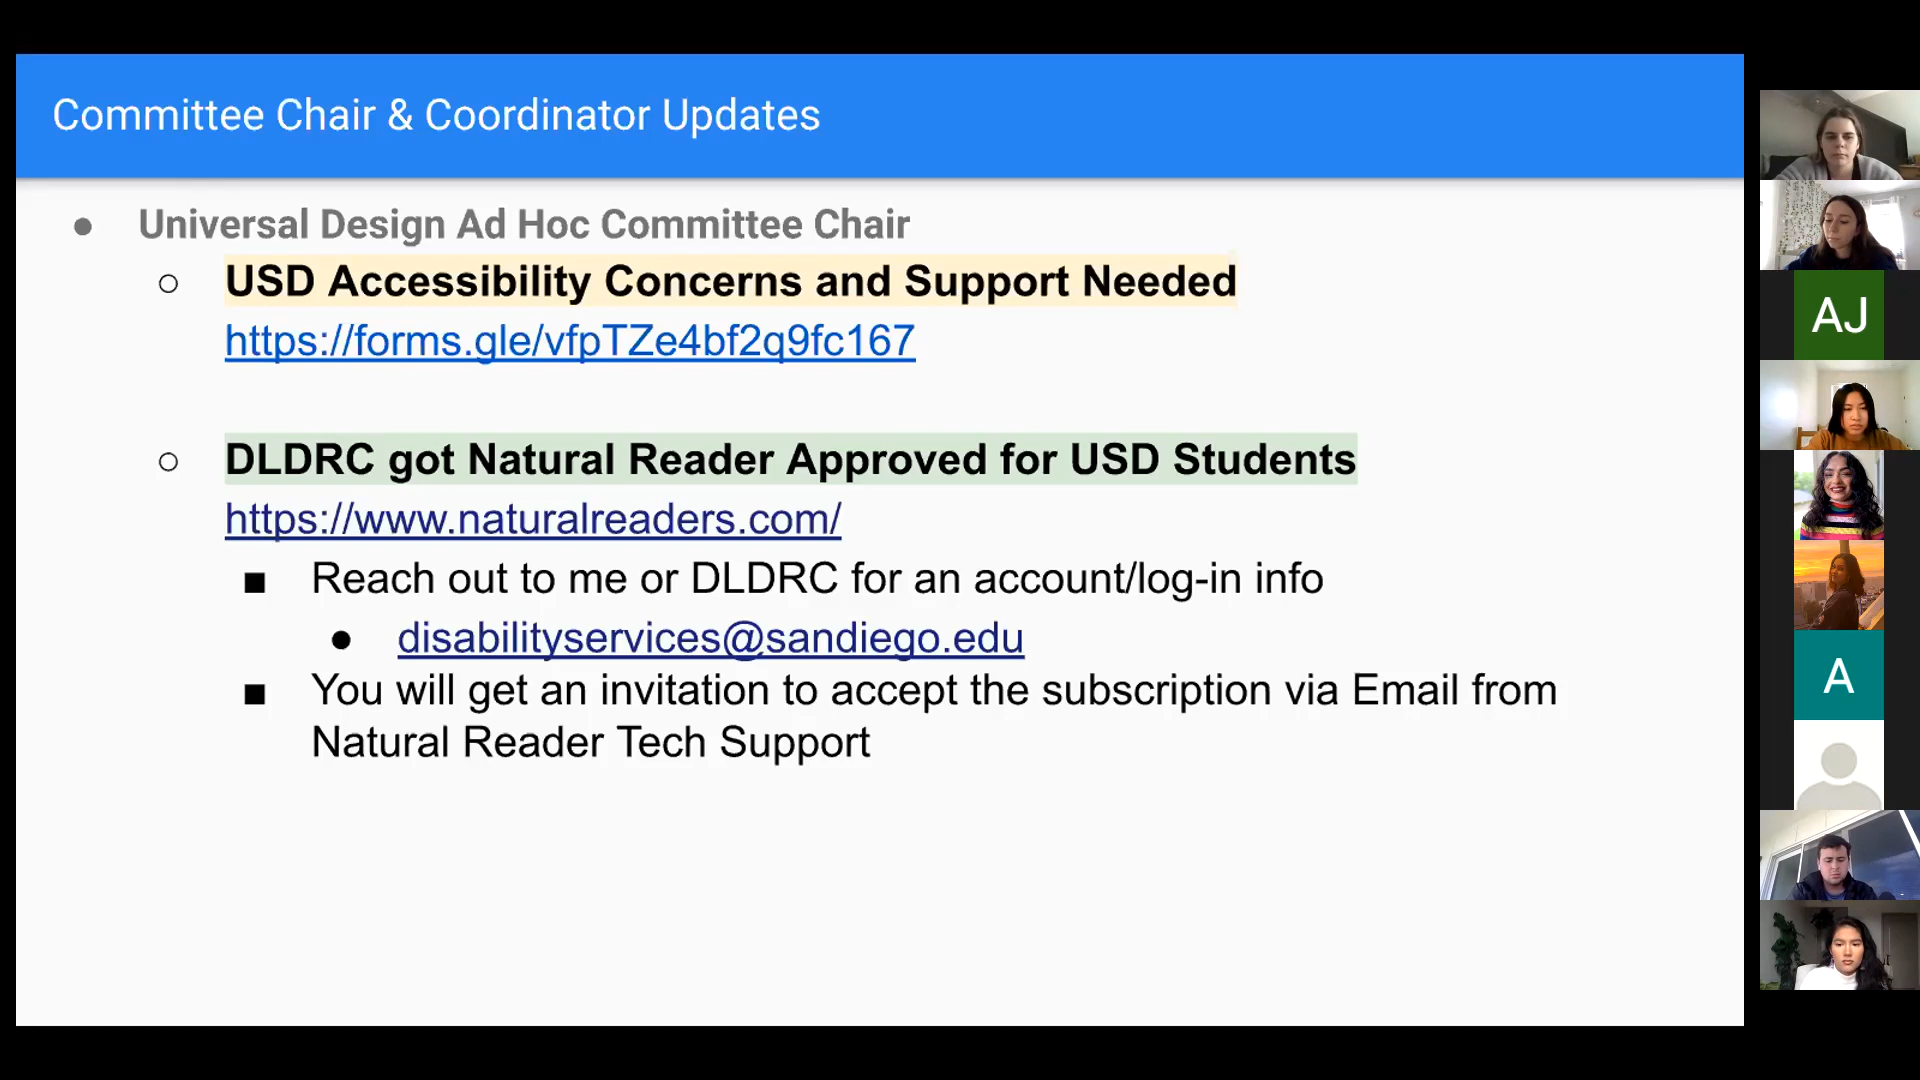 Committee Chair & Coordinator Updates
● Universal Design Ad Hoc Committee Chair
○ USD Accessibility Concerns and Support Needed
https://forms.gle/vfpTZe4bf2q9fc167
○ DLDRC got Natural Reader Approved for USD Students
https://www.naturalreaders.com/
■ Reach out to me or DLDRC for an account/log-in info
● disabilityservices@sandiego.edu
■ You will get an invitation to accept the subscription via Email from
Natural Reader Tech Support
AJ
A